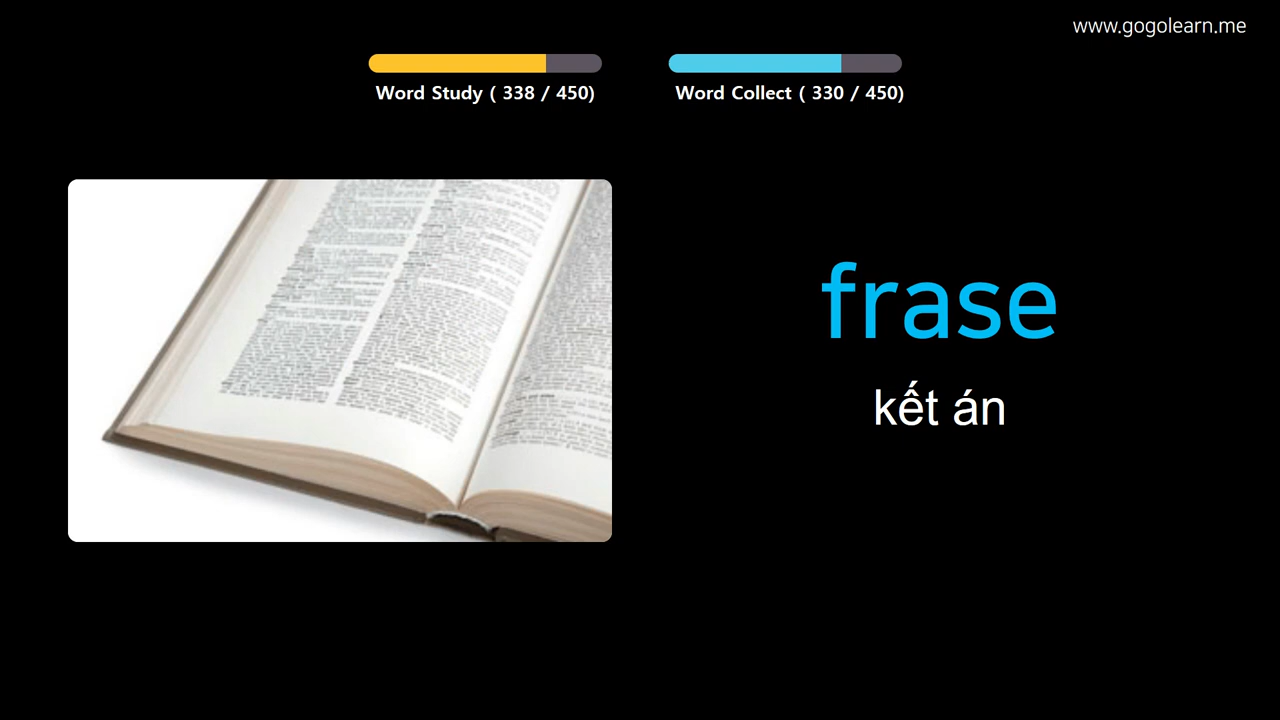 www.gogolearn.me
Word Study ( 338 / 450)
Word Collect ( 330 / 450)
frase
kết án